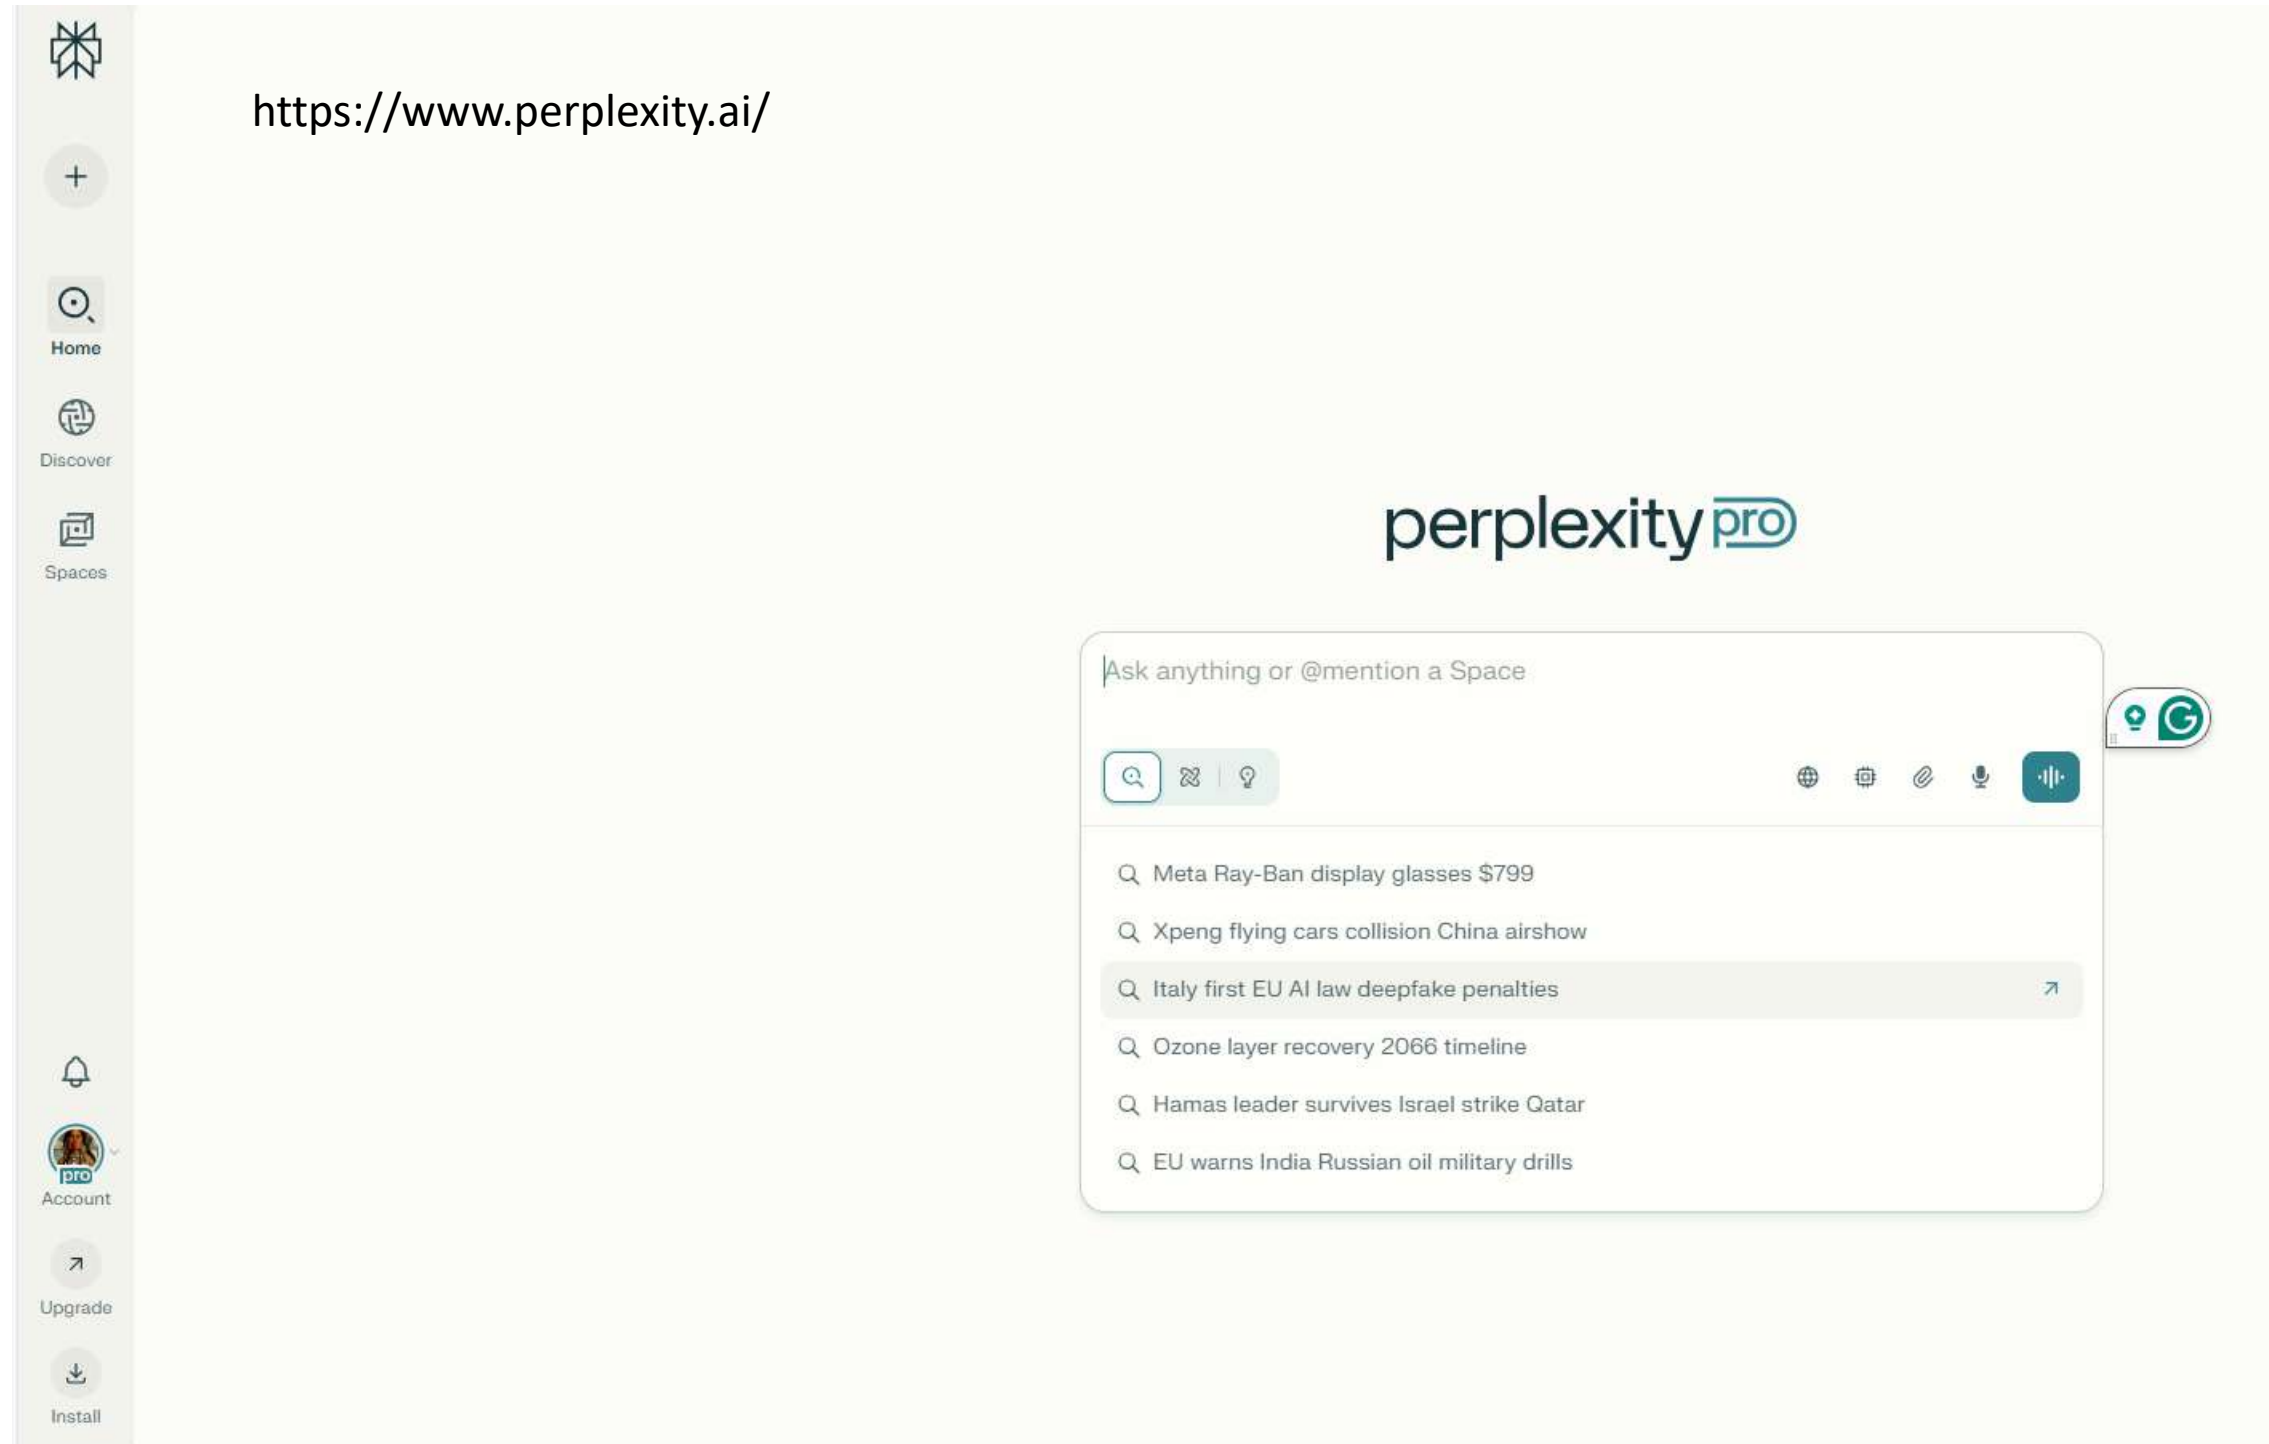 https://www.perplexity.ai/
Home
Discover
Spaces
perplexity pro
Ask anything or @mention a Space
Meta Ray-Ban display glasses $799
Xpeng flying cars collision China airshow
Italy first EU AI law deepfake penalties
Ozone layer recovery 2066 timeline
Hamas leader survives Israel strike Qatar
EU warns India Russian oil military drills
pro
Account
Upgrade
Install